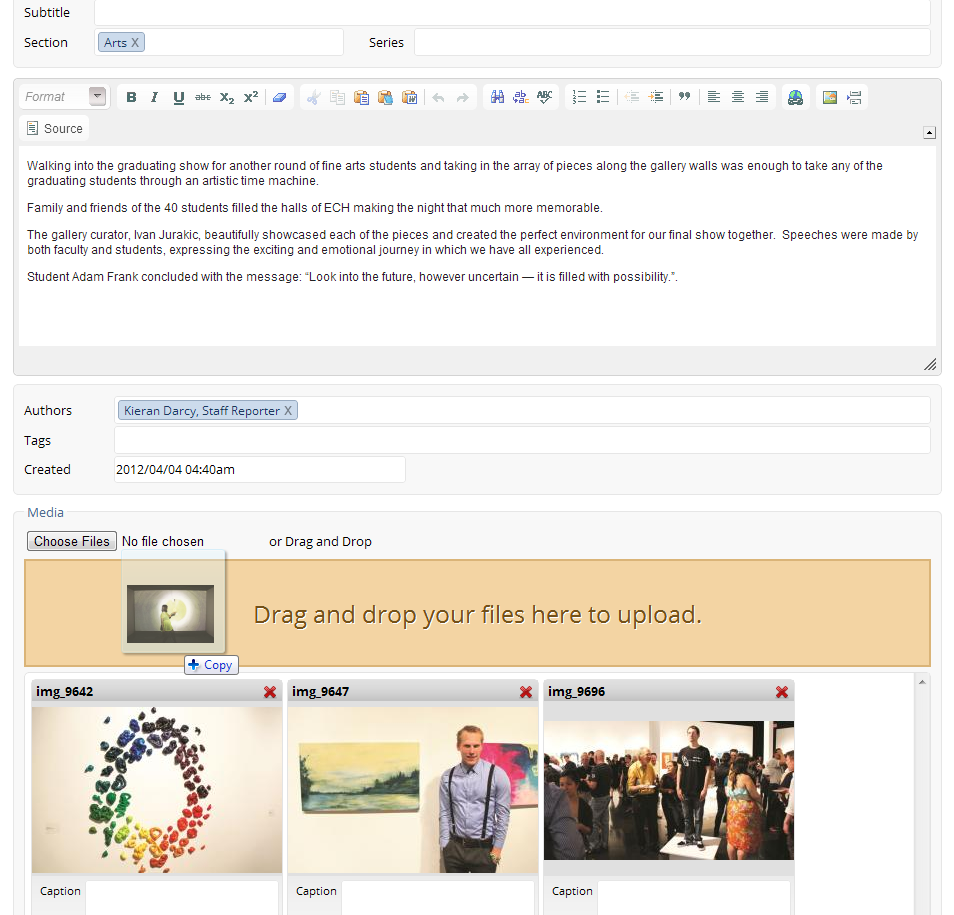 Subtitle
Section Arts X Series
Format B I U abc X2 X2 ABC
Source
Walking into the graduating show for another round of fine arts students and taking in the array of pieces along the gallery walls was enough to take any of the
graduating students through an artistic time machine.
Family and friends of the 40 students filled the halls of ECH making the night that much more memorable.
The gallery curator, Ivan Jurakic, beautifully showcased each of the pieces and created the perfect environment for our final show together.  Speeches were made by
both faculty and students, expressing the exciting and emotional journey in which we have all experienced.
Student Adam Frank concluded with the message: “Look into the future, however uncertain — it is filled with possibility.”.
Authors Kieran Darcy, Staff Reporter X
Tags
Created 2012/04/04 04:40am
Media
Choose Files No file chosen or Drag and Drop
Drag and drop your files here to upload.
Copy
img_9642 img_9647 img_9696
Caption Caption Caption